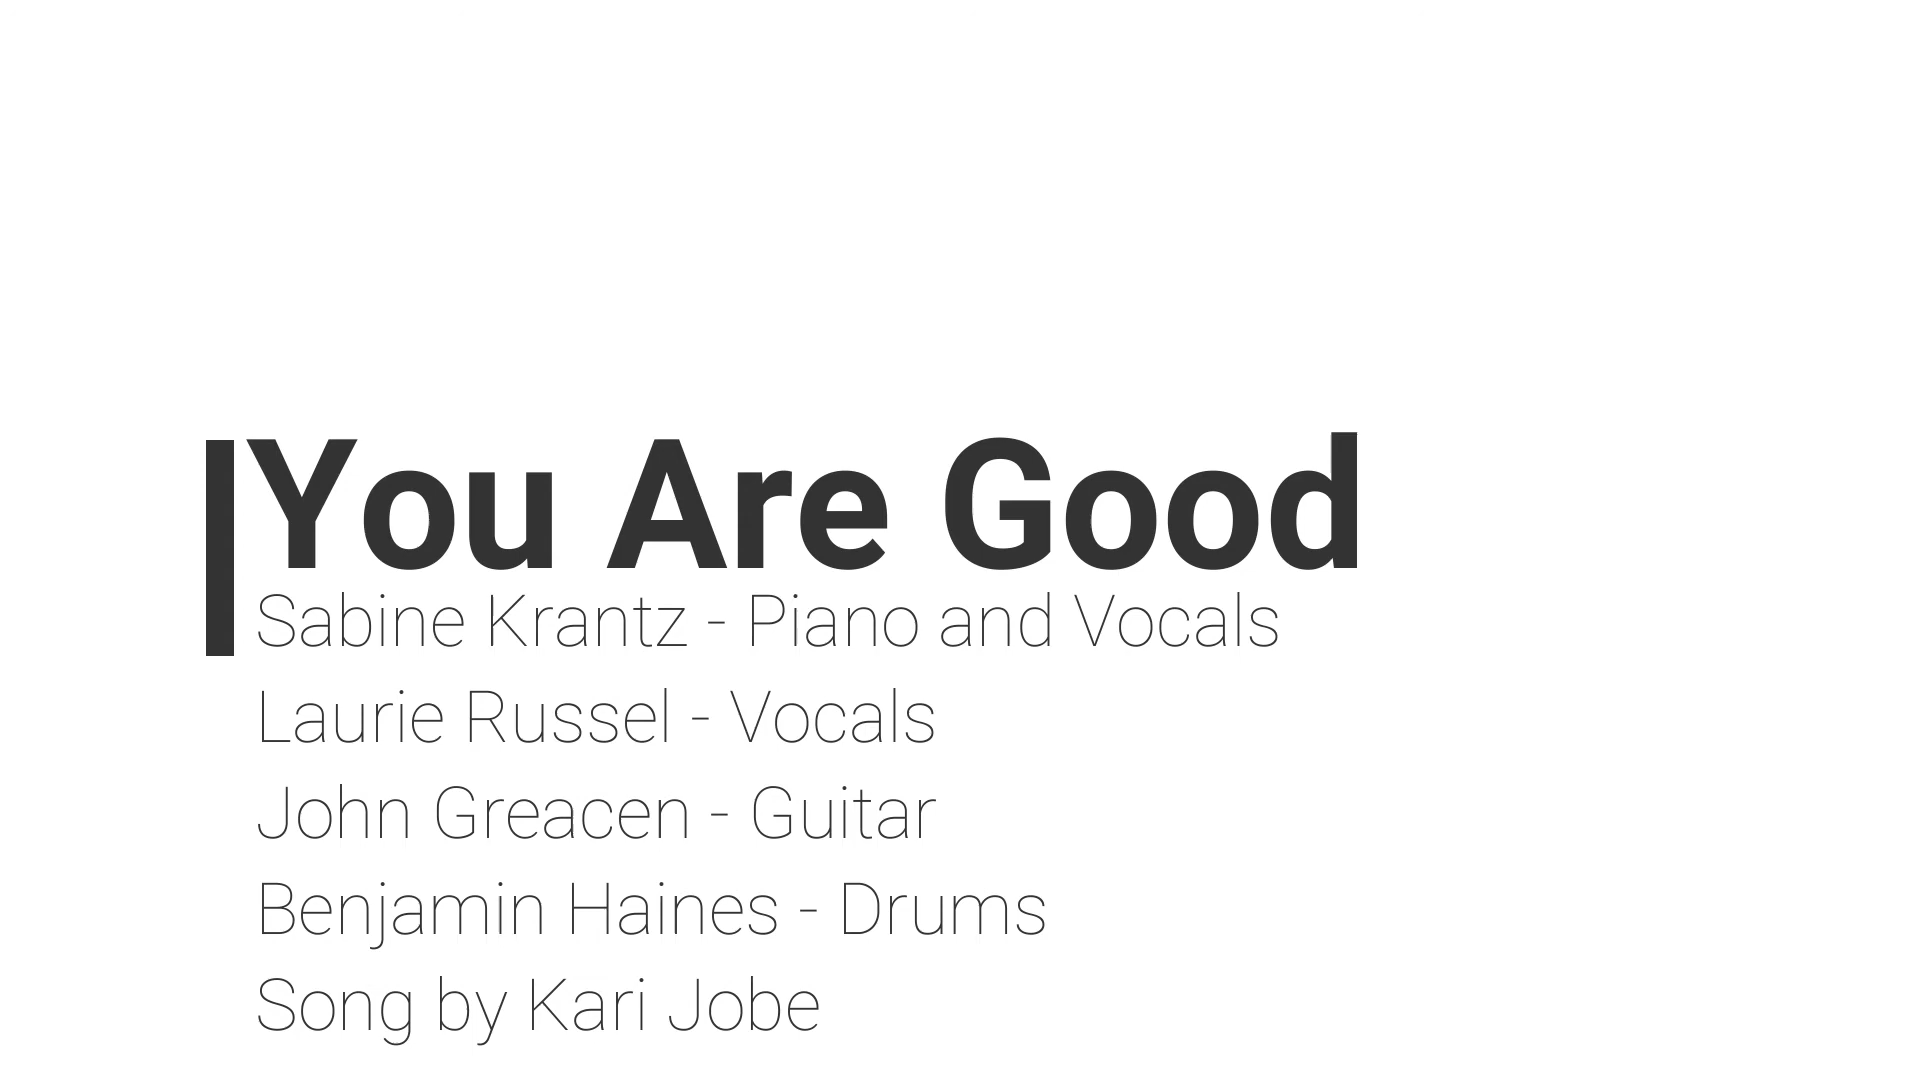 You Are Good
Sabine Krantz - Piano and Vocals
Laurie Russel - Vocals
John Greacen - Guitar
Benjamin Haines - Drums
Song by Kari Jobe